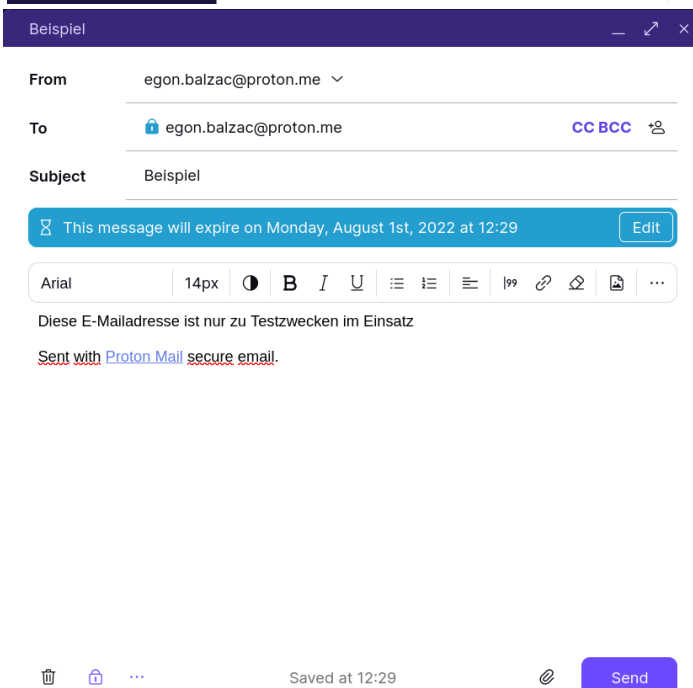 Beispiel
From egon.balzac@proton.me
To egon.balzac@proton.me CC BCC
Subject Beispiel
This message will expire on Monday, August 1st, 2022 at 12:29 Edit
Arial 14px B I U
Diese E-Mailadresse ist nur zu Testzwecken im Einsatz
Sent with Proton Mail secure email.
Saved at 12:29 Send